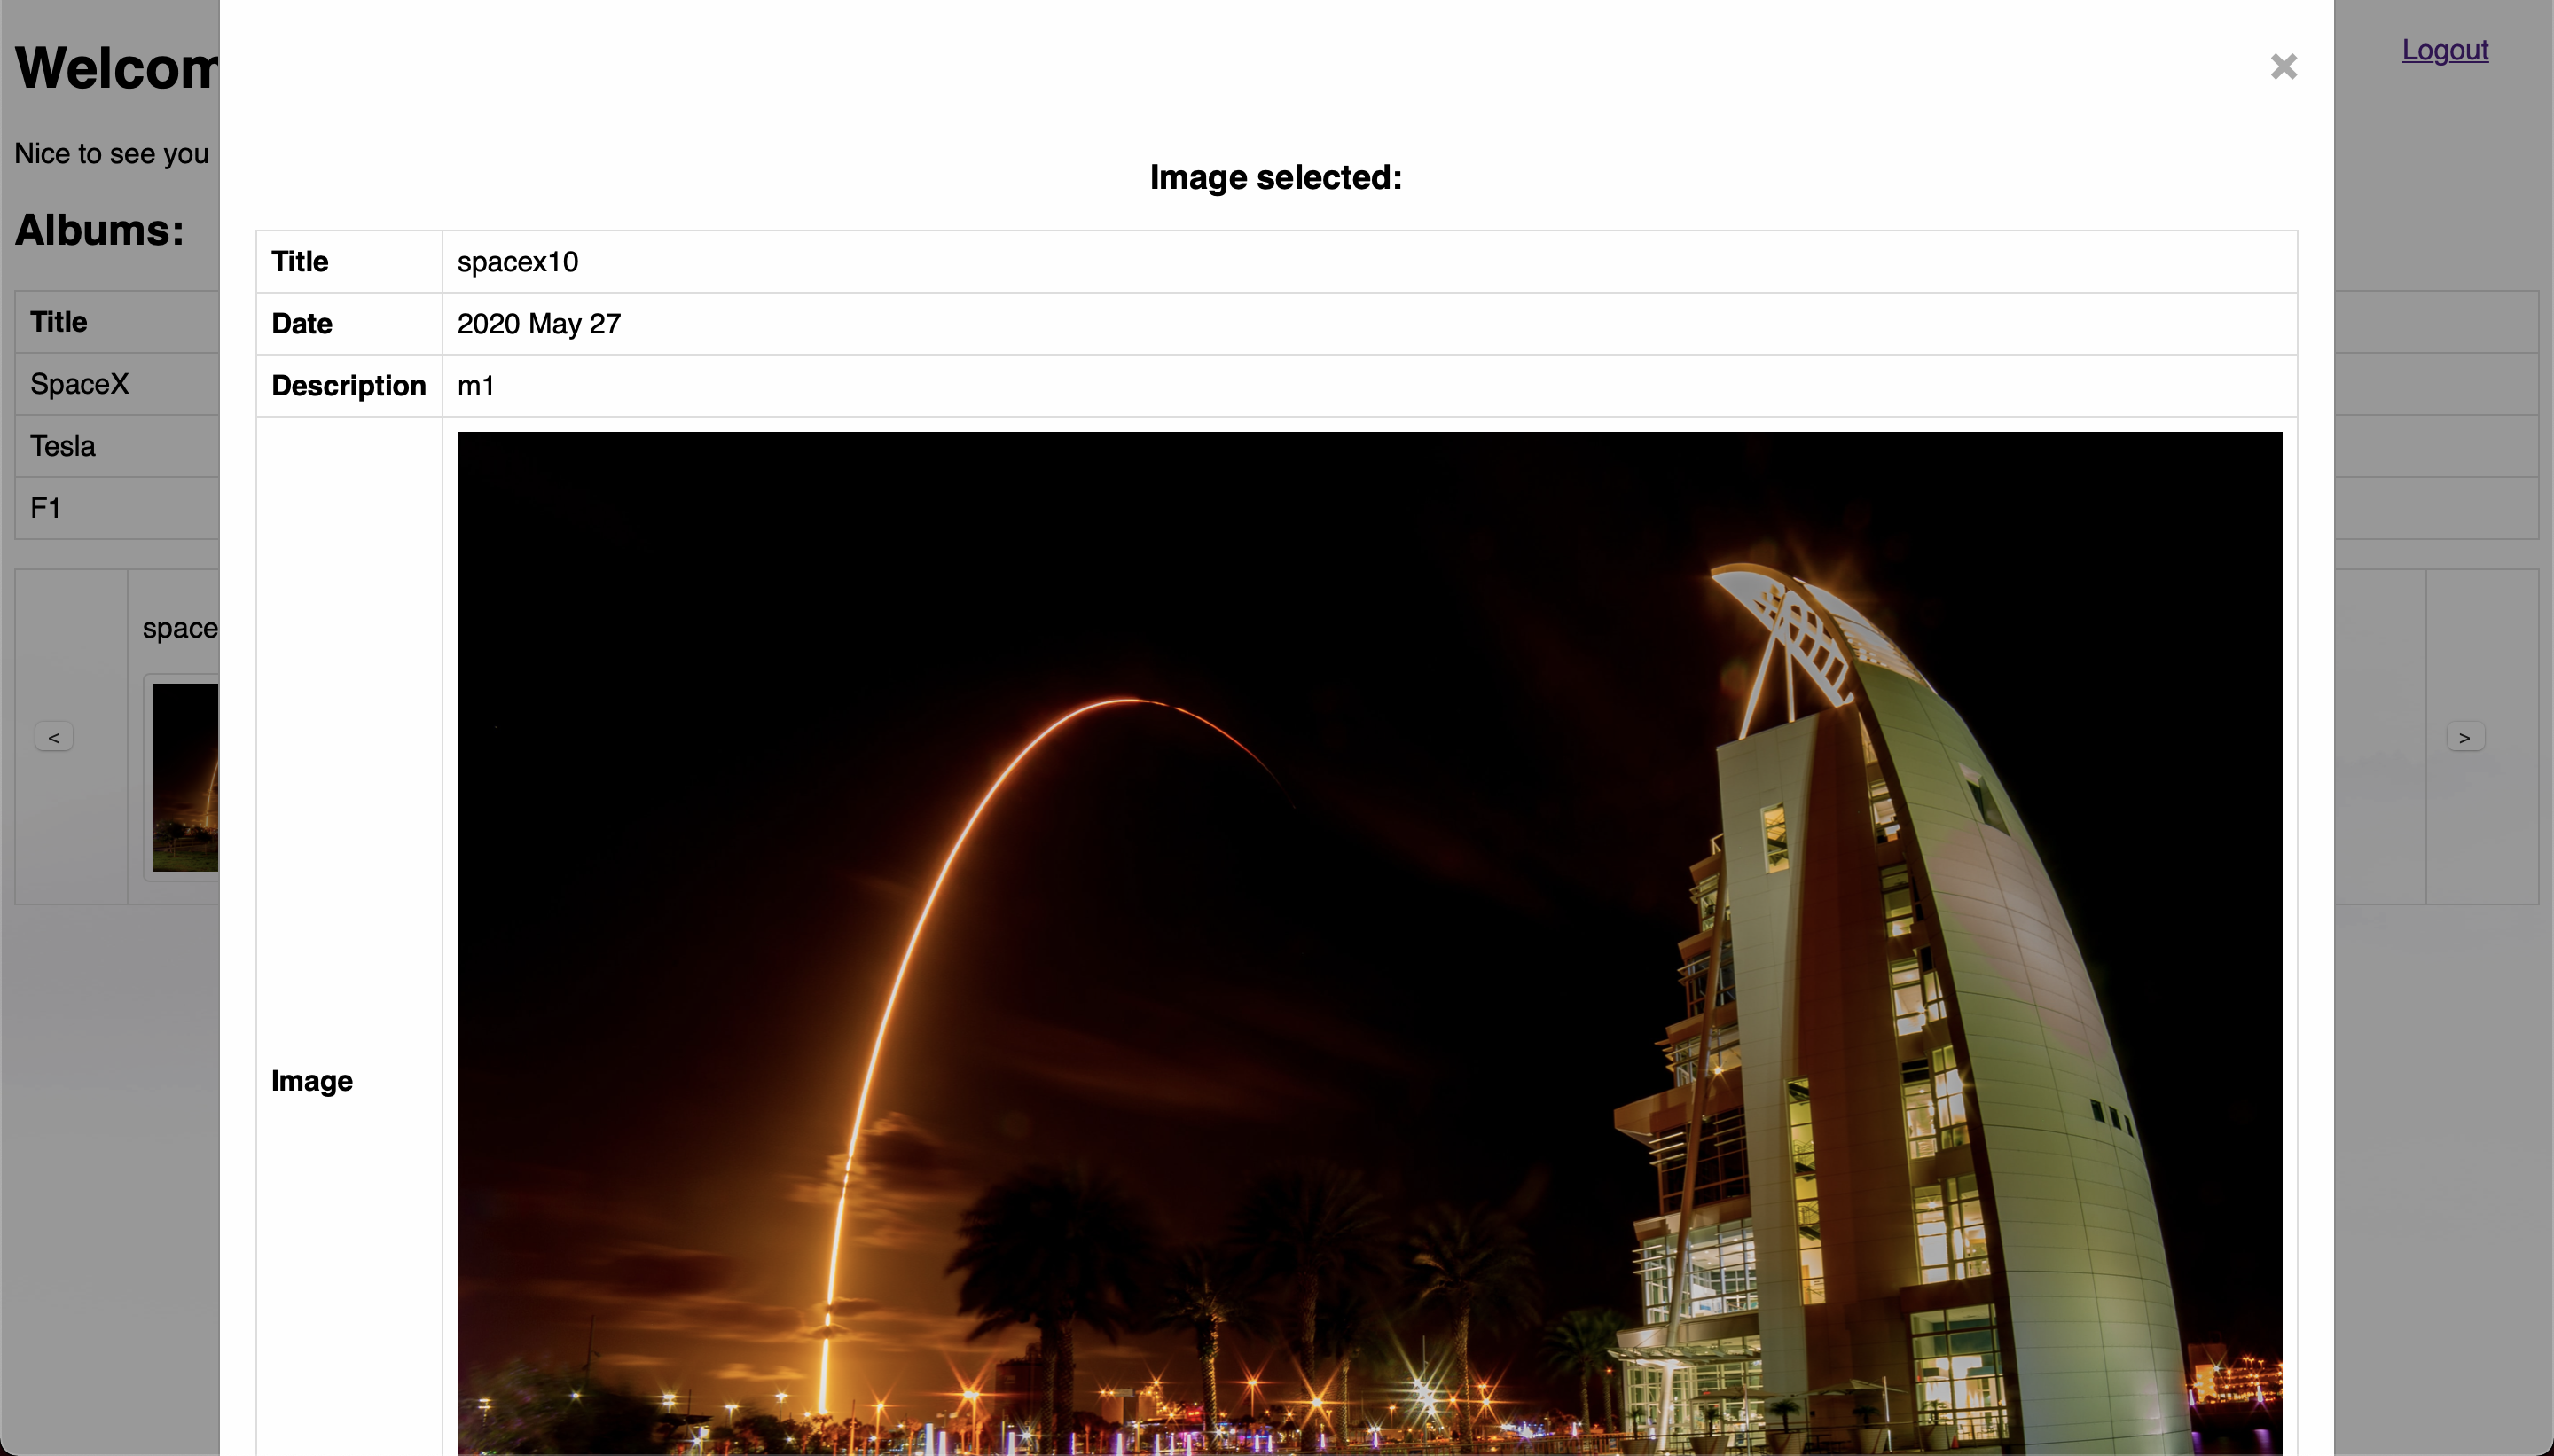 Welcom
Logout
×
Nice to see you
Albums:
Title
SpaceX
Tesla
F1
space
<
>
Image selected:
Title spacex10
Date 2020 May 27
Description m1
Image